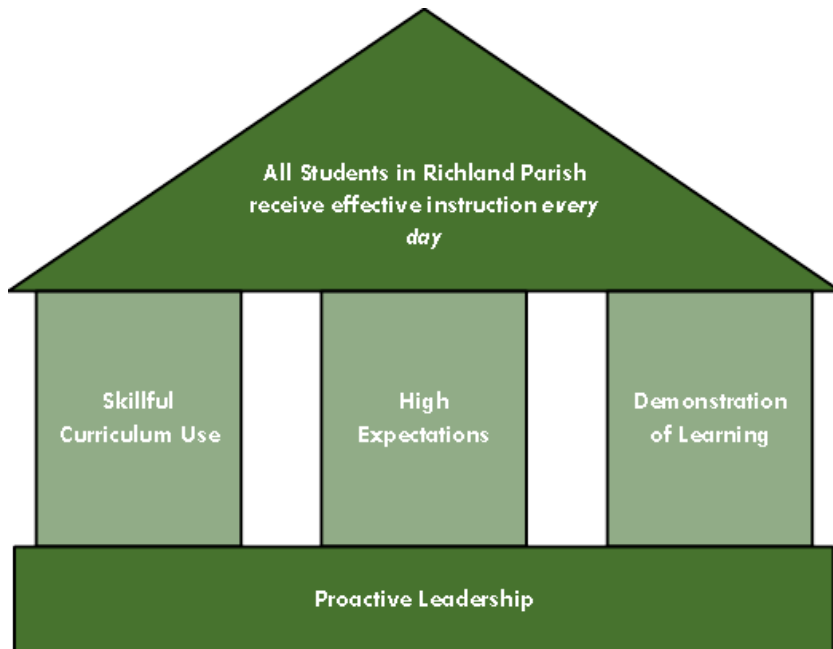 All Students in Richland Parish
receive effective instruction every
day
Skillful
Curriculum Use
High
Expectations
Demonstration
of Learning
Proactive Leadership